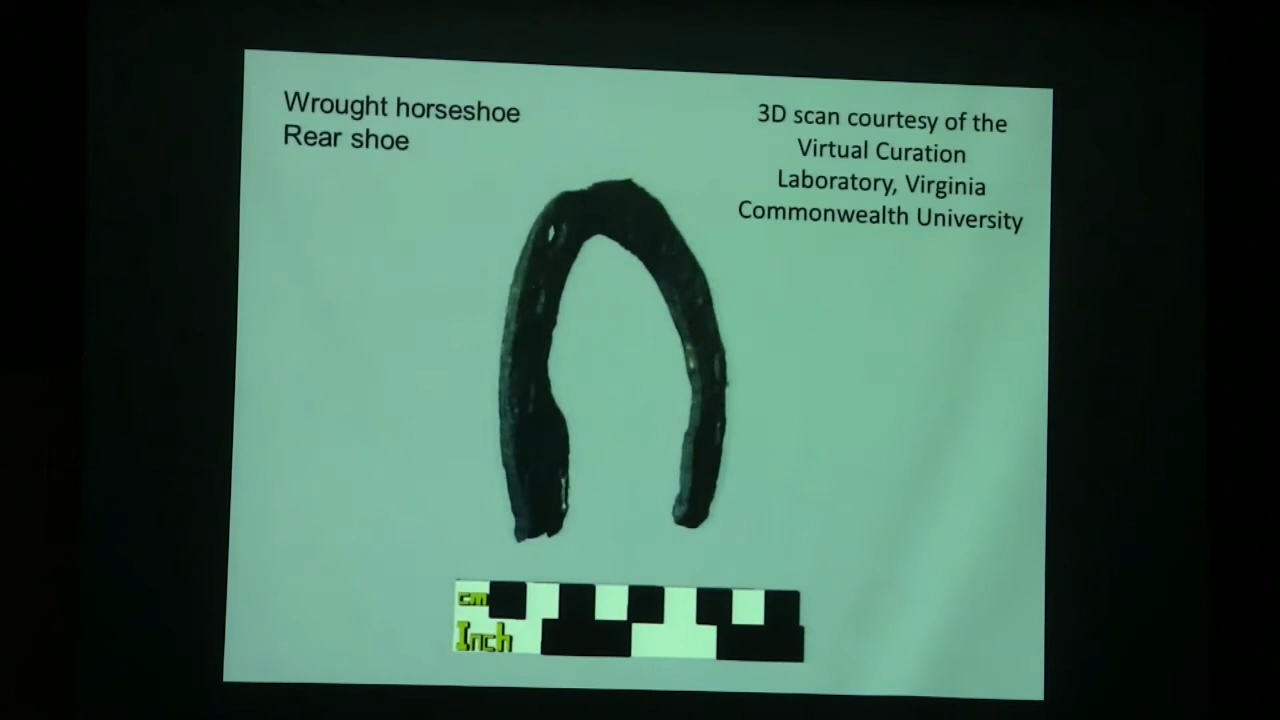 Wrought horseshoe
Rear shoe
3D scan courtesy of the
Virtual Curation
Laboratory, Virginia
Commonwealth University
cm
Inch